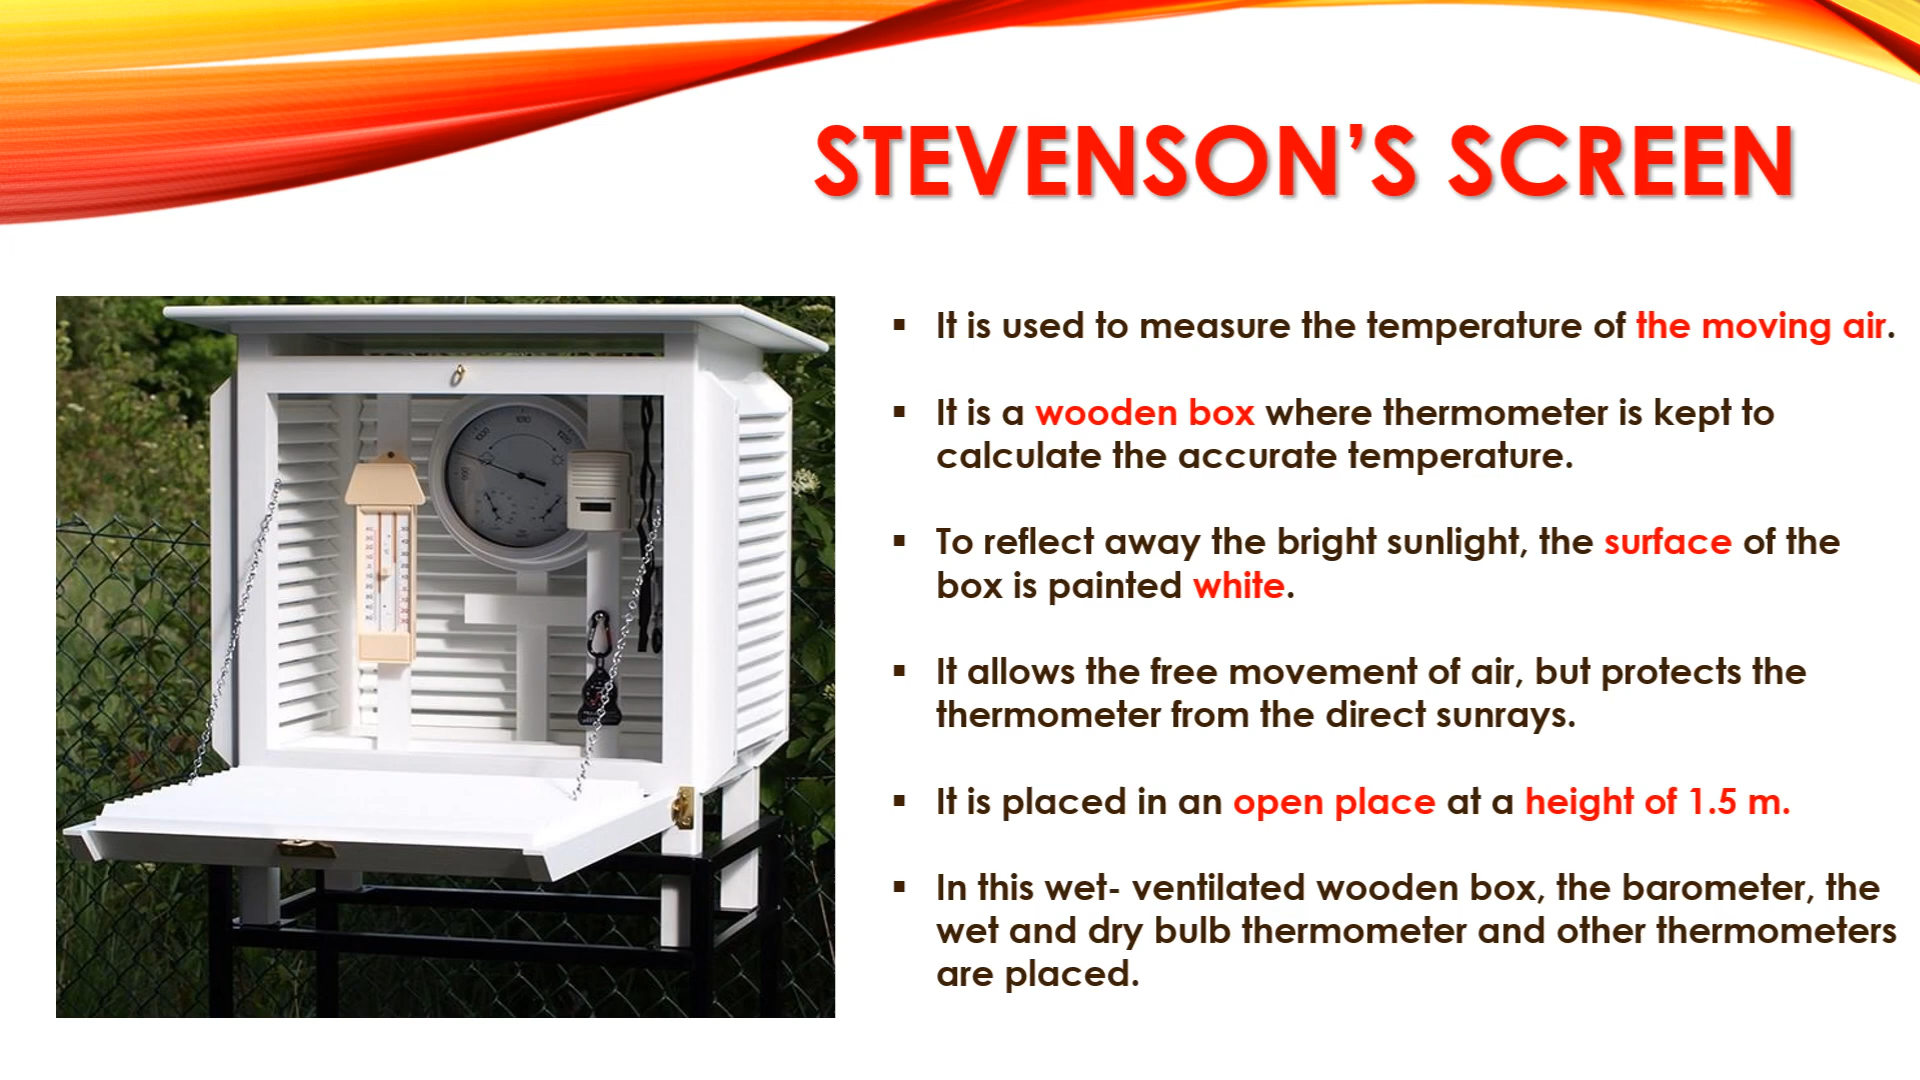 STEVENSON’S SCREEN
▪ It is used to measure the temperature of the moving air.
▪ It is a wooden box where thermometer is kept to
calculate the accurate temperature.
▪ To reflect away the bright sunlight, the surface of the
box is painted white.
▪ It allows the free movement of air, but protects the
thermometer from the direct sunrays.
▪ It is placed in an open place at a height of 1.5 m.
▪ In this wet- ventilated wooden box, the barometer, the
wet and dry bulb thermometer and other thermometers
are placed.
1000
1010